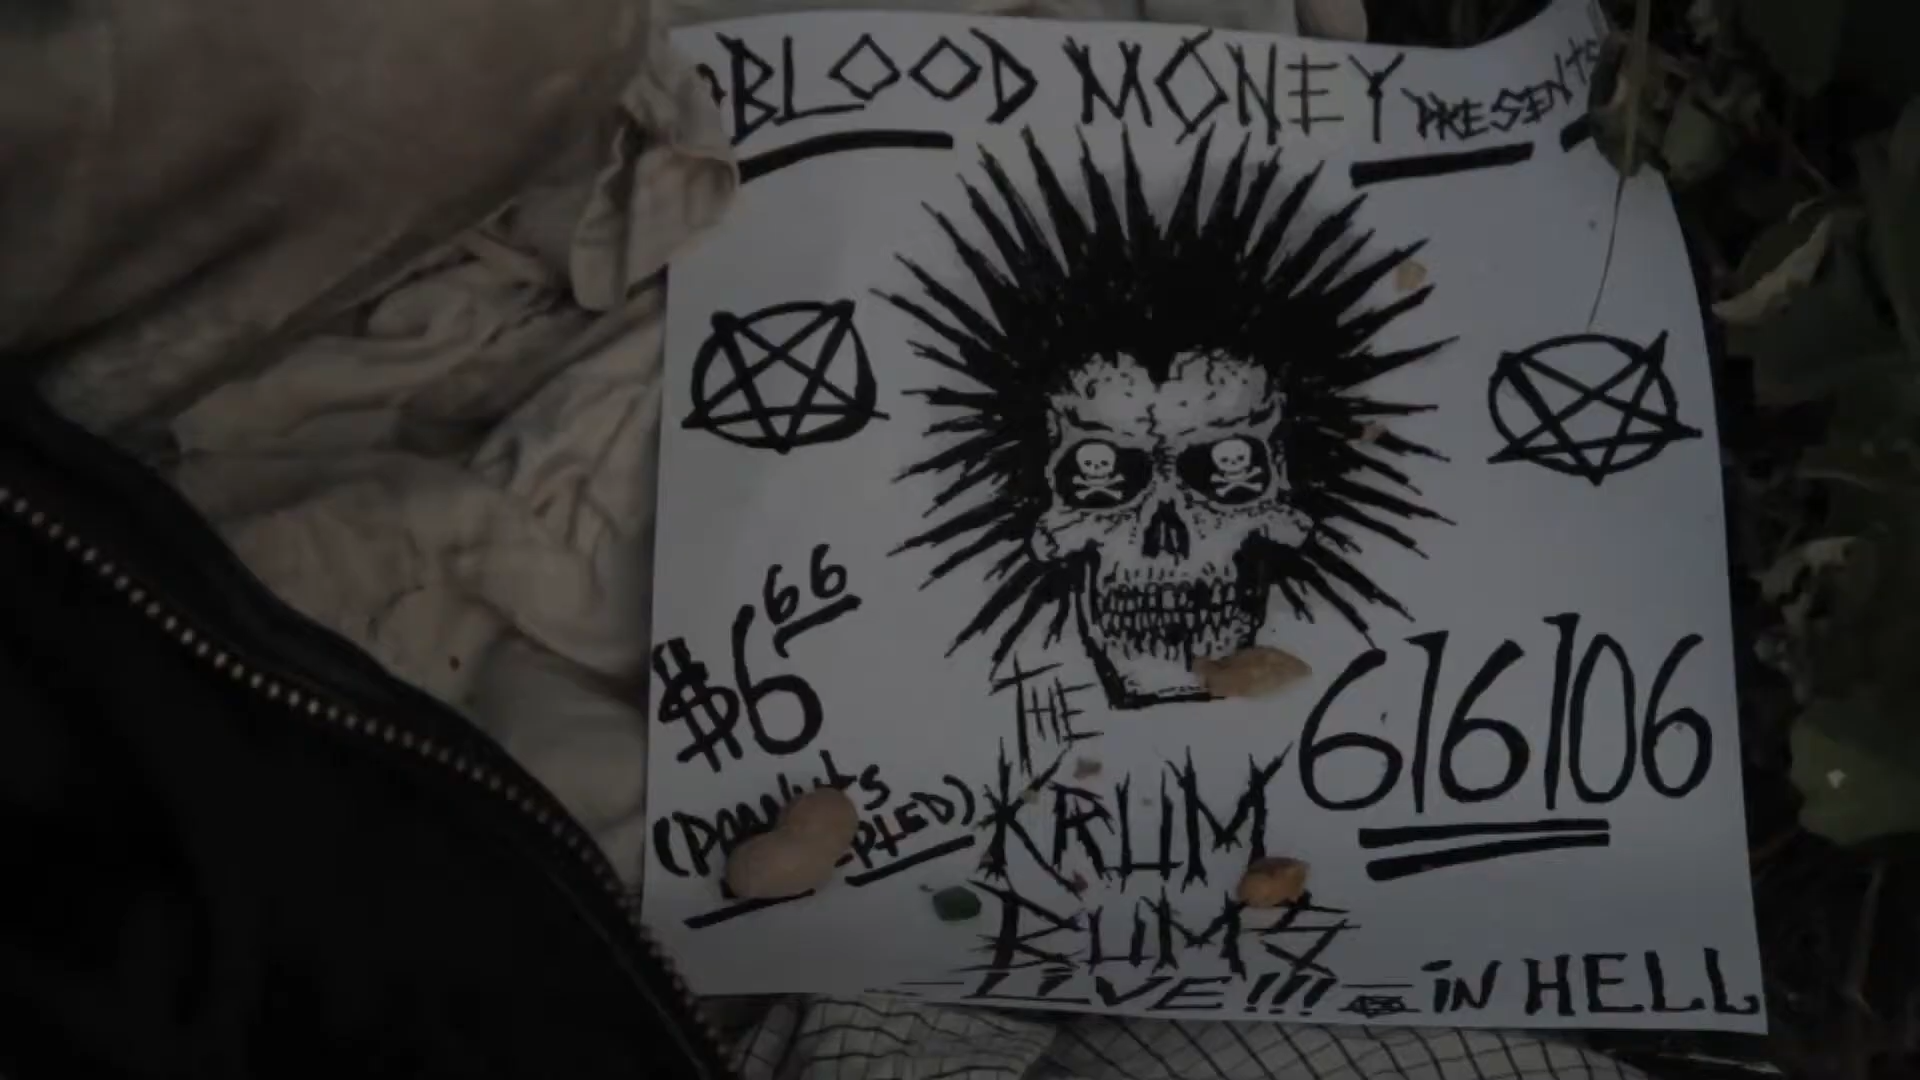 BLOOD MONEY PRESENTS
$6 66
THE
KRUM
BUMS
LIVE!!! IN HELL
6/6/06